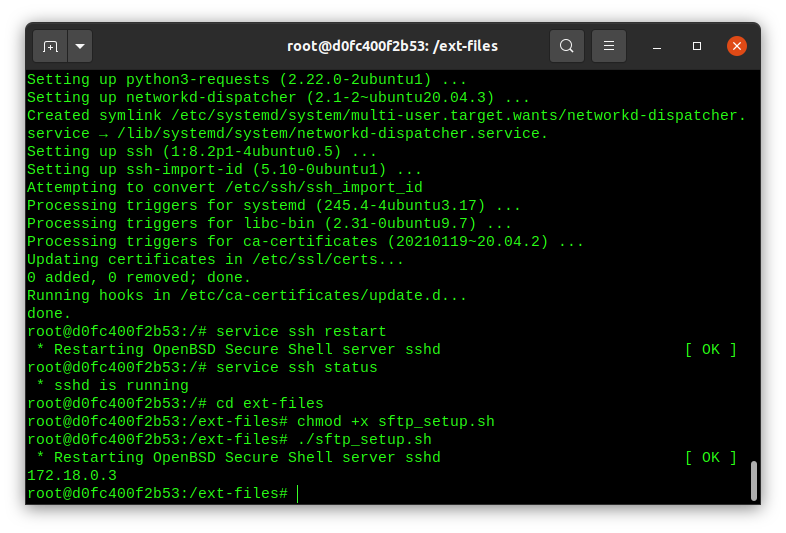 root@d0fc400f2b53: /ext-files
Setting up python3-requests (2.22.0-2ubuntu1) ...
Setting up networkd-dispatcher (2.1-2~ubuntu20.04.3) ...
Created symlink /etc/systemd/system/multi-user.target.wants/networkd-dispatcher.
service → /lib/systemd/system/networkd-dispatcher.service.
Setting up ssh (1:8.2p1-4ubuntu0.5) ...
Setting up ssh-import-id (5.10-0ubuntu1) ...
Attempting to convert /etc/ssh/ssh_import_id
Processing triggers for systemd (245.4-4ubuntu3.17) ...
Processing triggers for libc-bin (2.31-0ubuntu9.7) ...
Processing triggers for ca-certificates (20210119~20.04.2) ...
Updating certificates in /etc/ssl/certs...
0 added, 0 removed; done.
Running hooks in /etc/ca-certificates/update.d...
done.
root@d0fc400f2b53:/# service ssh restart
 * Restarting OpenBSD Secure Shell server sshd                           [ OK ]
root@d0fc400f2b53:/# service ssh status
 * sshd is running
root@d0fc400f2b53:/# cd ext-files
root@d0fc400f2b53:/ext-files# chmod +x sftp_setup.sh
root@d0fc400f2b53:/ext-files# ./sftp_setup.sh
 * Restarting OpenBSD Secure Shell server sshd                           [ OK ]
172.18.0.3
root@d0fc400f2b53:/ext-files#